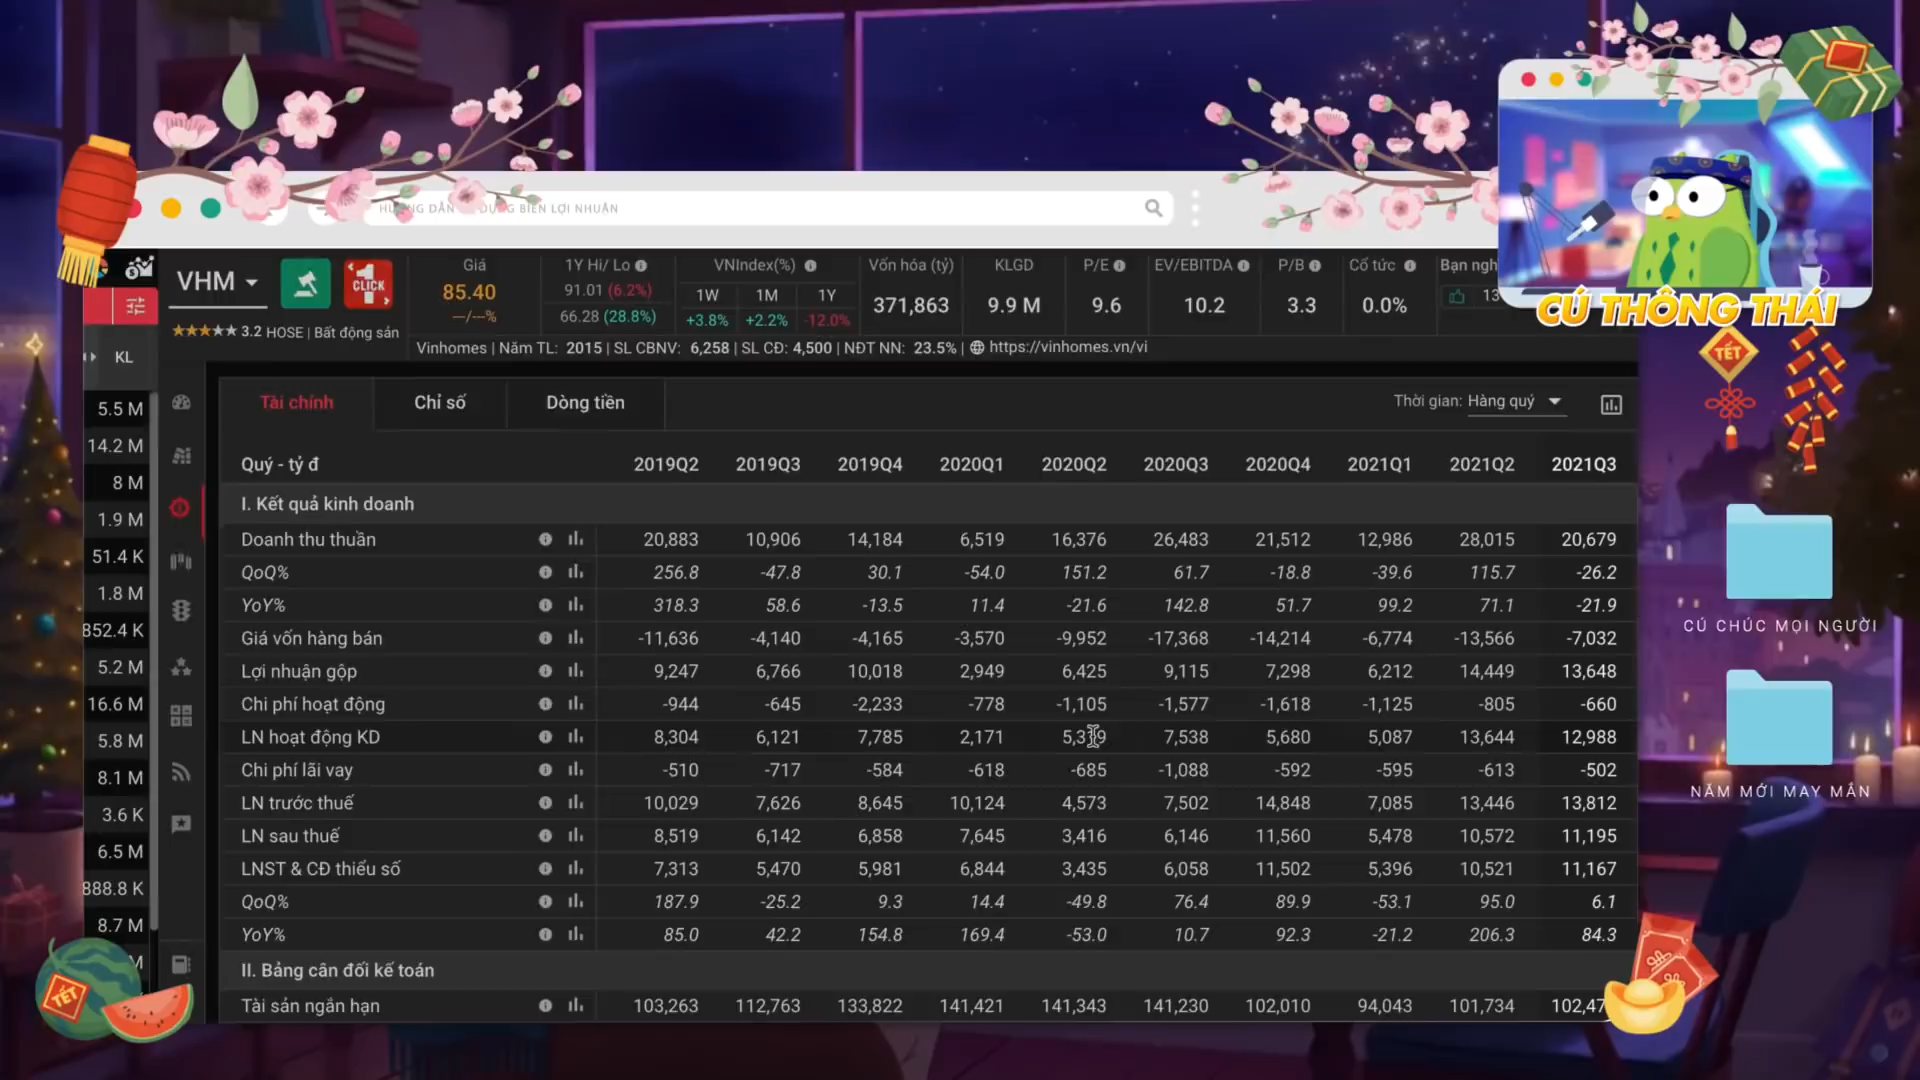 DỤNG BIÊN LỢI NHUẬN
CÚ THÔNG THÁI
TẾT
CÚ CHÚC MỌI NGƯỜI
NĂM MỚI MAY MẮN
TẾT
VHM
1 CLICK
3.2 HOSE | Bất động sản
Giá
85.40
--/--%
1Y Hi/ Lo
91.01 (6.2%)
66.28 (28.8%)
VNIndex(%)
1W 1M 1Y
+3.8% +2.2% -12.0%
Vốn hóa (tỷ)
371,863
KLGD
9.9 M
P/E
9.6
EV/EBITDA
10.2
P/B
3.3
Cổ tức
0.0%
Bạn ngh
13
Vinhomes | Năm TL: 2015 | SL CBNV: 6,258 | SL CĐ: 4,500 | NĐT NN: 23.5% | https://vinhomes.vn/vi
KL
5.5 M
14.2 M
8 M
1.9 M
51.4 K
1.8 M
852.4 K
5.2 M
16.6 M
5.8 M
8.1 M
3.6 K
6.5 M
888.8 K
8.7 M
M
Tài chính Chỉ số Dòng tiền
Thời gian: Hàng quý
Quý - tỷ đ 2019Q2 2019Q3 2019Q4 2020Q1 2020Q2 2020Q3 2020Q4 2021Q1 2021Q2 2021Q3
I. Kết quả kinh doanh
Doanh thu thuần 20,883 10,906 14,184 6,519 16,376 26,483 21,512 12,986 28,015 20,679
QoQ% 256.8 -47.8 30.1 -54.0 151.2 61.7 -18.8 -39.6 115.7 -26.2
YoY% 318.3 58.6 -13.5 11.4 -21.6 142.8 51.7 99.2 71.1 -21.9
Giá vốn hàng bán -11,636 -4,140 -4,165 -3,570 -9,952 -17,368 -14,214 -6,774 -13,566 -7,032
Lợi nhuận gộp 9,247 6,766 10,018 2,949 6,425 9,115 7,298 6,212 14,449 13,648
Chi phí hoạt động -944 -645 -2,233 -778 -1,105 -1,577 -1,618 -1,125 -805 -660
LN hoạt động KD 8,304 6,121 7,785 2,171 7,538 5,680 5,087 13,644 12,988
Chi phí lãi vay -510 -717 -584 -618 -685 -1,088 -592 -595 -613 -502
LN trước thuế 10,029 7,626 8,645 10,124 4,573 7,502 14,848 7,085 13,446 13,812
LN sau thuế 8,519 6,142 6,858 7,645 3,416 6,146 11,560 5,478 10,572 11,195
LNST & CĐ thiểu số 7,313 5,470 5,981 6,844 3,435 6,058 11,502 5,396 10,521 11,167
QoQ% 187.9 -25.2 9.3 14.4 -49.8 76.4 89.9 -53.1 95.0 6.1
YoY% 85.0 42.2 154.8 169.4 -53.0 10.7 92.3 -21.2 206.3 84.3
II. Bảng cân đối kế toán
Tài sản ngắn hạn 103,263 112,763 133,822 141,421 141,343 141,230 102,010 94,043 101,734 102,47